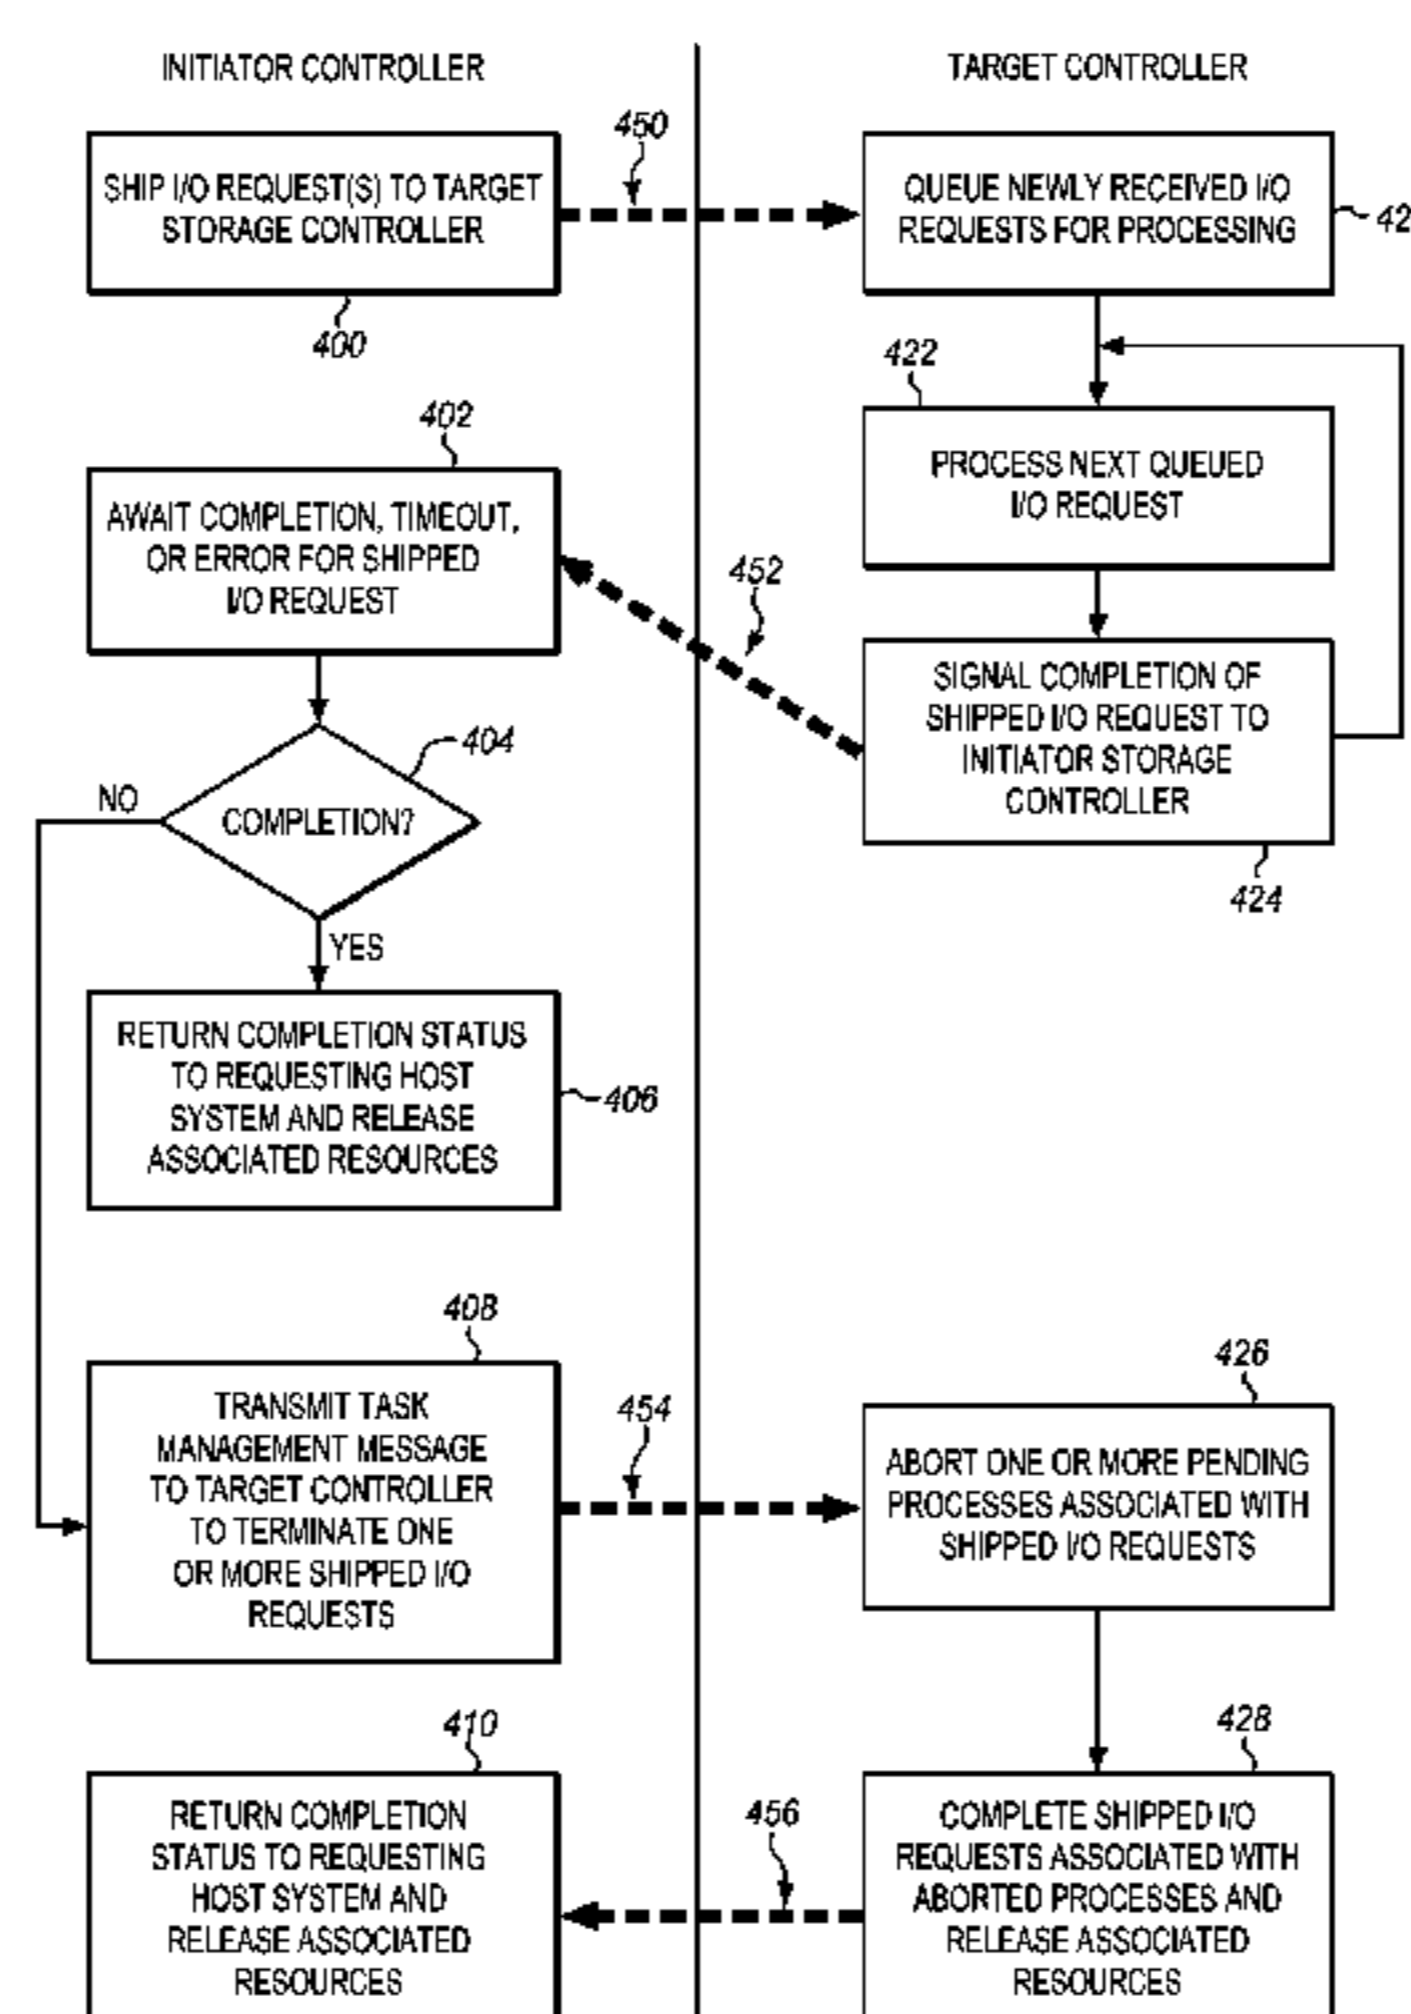 INITIATOR CONTROLLER
TARGET CONTROLLER
450
SHIP I/O REQUEST(S) TO TARGET
STORAGE CONTROLLER
400
QUEUE NEWLY RECEIVED I/O
REQUESTS FOR PROCESSING
42
422
PROCESS NEXT QUEUED
I/O REQUEST
402
AWAIT COMPLETION, TIMEOUT,
OR ERROR FOR SHIPPED
I/O REQUEST
452
SIGNAL COMPLETION OF
SHIPPED I/O REQUEST TO
INITIATOR STORAGE
CONTROLLER
424
404
NO
COMPLETION?
YES
RETURN COMPLETION STATUS
TO REQUESTING HOST
SYSTEM AND RELEASE
ASSOCIATED RESOURCES
406
408
TRANSMIT TASK
MANAGEMENT MESSAGE
TO TARGET CONTROLLER
TO TERMINATE ONE
OR MORE SHIPPED I/O
REQUESTS
454
426
ABORT ONE OR MORE PENDING
PROCESSES ASSOCIATED WITH
SHIPPED I/O REQUESTS
410
RETURN COMPLETION
STATUS TO REQUESTING
HOST SYSTEM AND
RELEASE ASSOCIATED
RESOURCES
456
428
COMPLETE SHIPPED I/O
REQUESTS ASSOCIATED WITH
ABORTED PROCESSES AND
RELEASE ASSOCIATED
RESOURCES